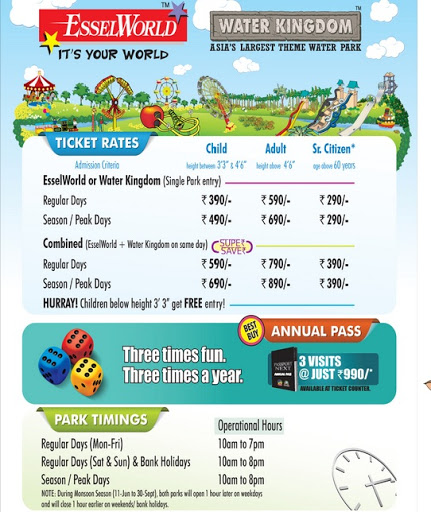 ESSELWORLD™
IT'S YOUR WORLD
WATER KINGDOM™
ASIA'S LARGEST THEME WATER PARK
TICKET RATES
Child Adult Sr. Citizen*
Admission Criteria height between 3'3" & 4'6" height above 4'6" age above 60 years
EsselWorld or Water Kingdom (Single Park entry)
Regular Days ₹ 390/- ₹ 590/- ₹ 290/-
Season / Peak Days ₹ 490/- ₹ 690/- ₹ 290/-
Combined (EsselWorld + Water Kingdom on same day) SUPER SAVER
Regular Days ₹ 590/- ₹ 790/- ₹ 390/-
Season / Peak Days ₹ 690/- ₹ 890/- ₹ 390/-
HURRAY! Children below height 3' 3" get FREE entry!
BEST BUY
ANNUAL PASS
Three times fun.
Three times a year.
PASSPORT
NEXT
ANNUAL PASS
3 VISITS
@ JUST ₹990/*
AVAILABLE AT TICKET COUNTER.
PARK TIMINGS
Operational Hours
Regular Days (Mon-Fri) 10am to 7pm
Regular Days (Sat & Sun) & Bank Holidays 10am to 8pm
Season / Peak Days 10am to 8pm
NOTE: During Monsoon Season (11-Jun to 30-Sept), both parks will open 1 hour later on weekdays
and will close 1 hour earlier on weekends/ bank holidays.